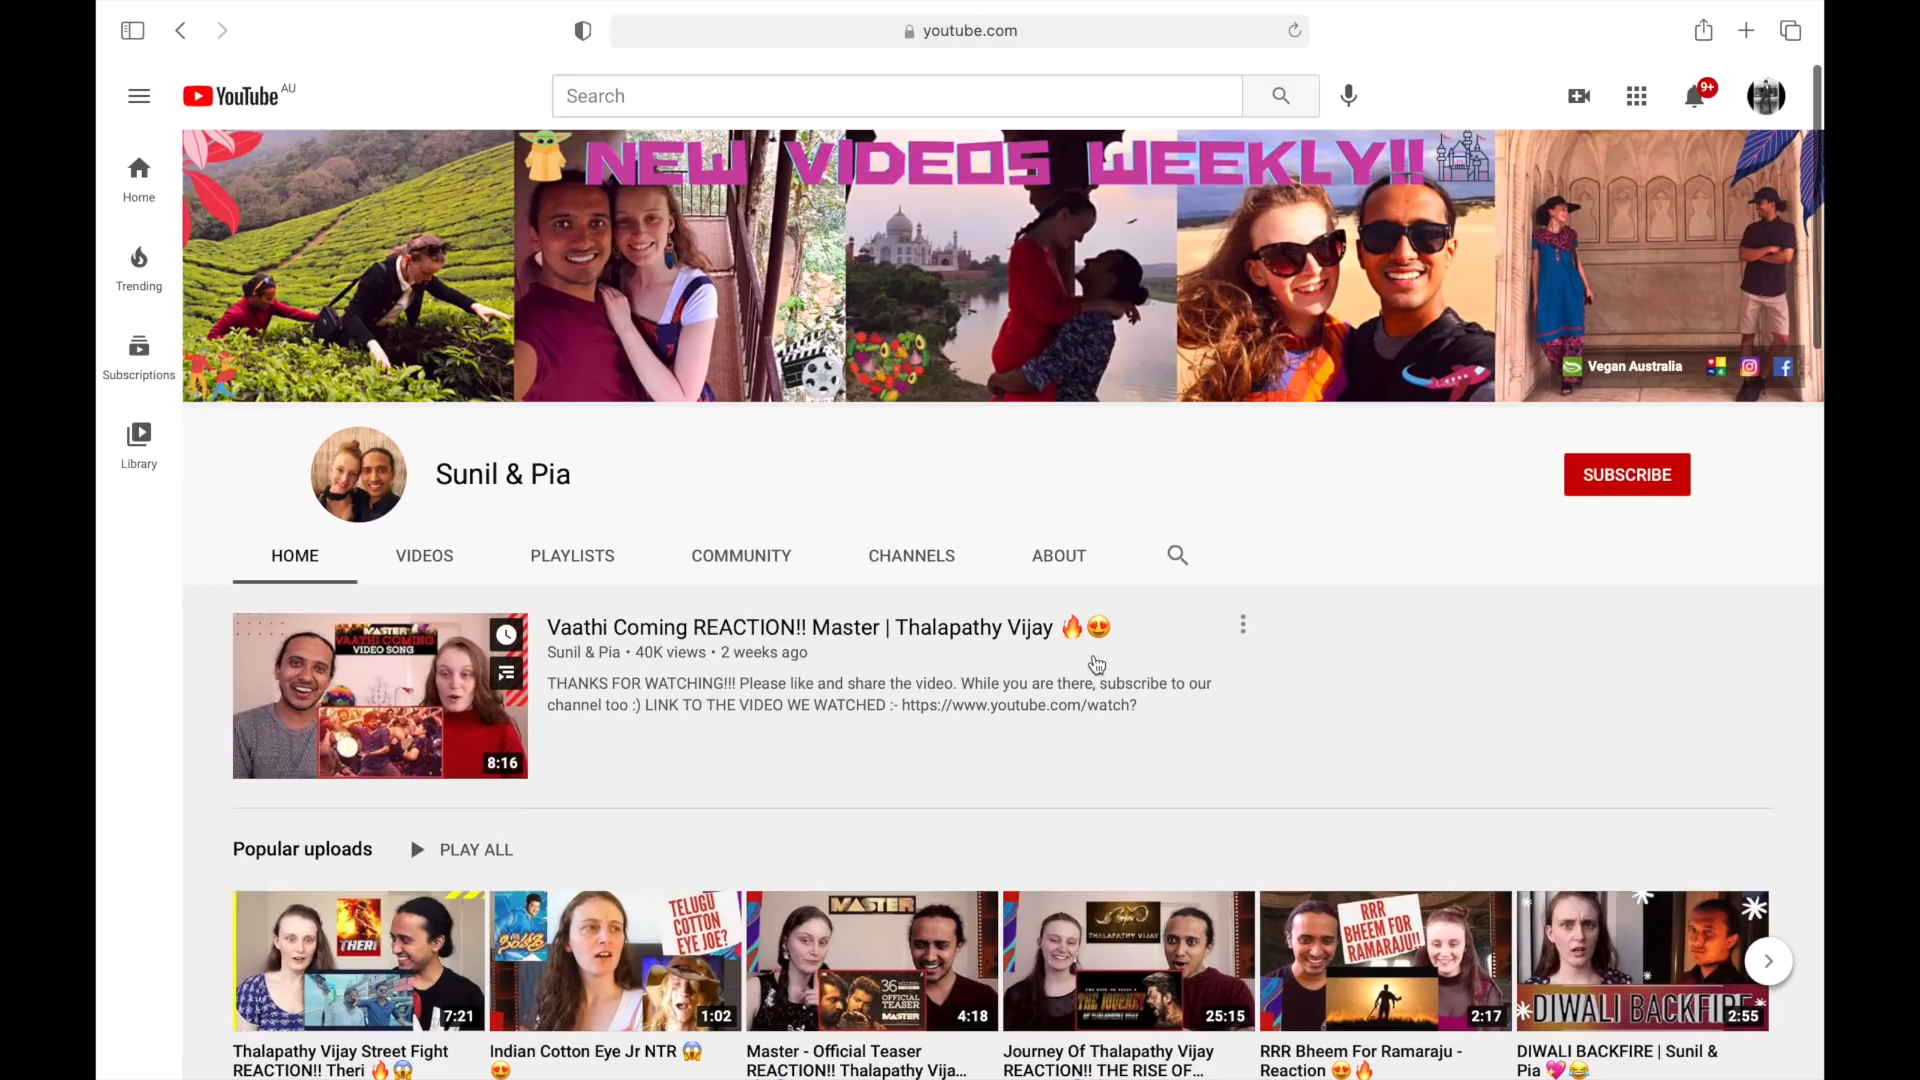 youtube.com
YouTube AU
Search
9+
Home
Trending
Subscriptions
Library
NEW VIDEOS WEEKLY!!
Vegan Australia
Sunil & Pia
SUBSCRIBE
HOME VIDEOS PLAYLISTS COMMUNITY CHANNELS ABOUT
MASTER
VAATHI COMING
VIDEO SONG
8:16
Vaathi Coming REACTION!! Master | Thalapathy Vijay 🔥😍
Sunil & Pia • 40K views • 2 weeks ago
THANKS FOR WATCHING!!! Please like and share the video. While you are there, subscribe to our
channel too :) LINK TO THE VIDEO WE WATCHED :- https://www.youtube.com/watch?
Popular uploads PLAY ALL
THERI
7:21
Thalapathy Vijay Street Fight
REACTION!! Theri 🔥😱
TELUGU
COTTON
EYE JOE?
1:02
Indian Cotton Eye Jr NTR 😱
😍
MASTER
36
OFFICIAL
TEASER
MASTER
4:18
Master - Official Teaser
REACTION!! Thalapathy Vija...
THALAPATHY VIJAY
THE JOURNEY
25:15
Journey Of Thalapathy Vijay
REACTION!! THE RISE OF...
RRR
BHEEM FOR
RAMARAJU!!
2:17
RRR Bheem For Ramaraju -
Reaction 😍🔥
DIWALI BACKFIRE
2:55
DIWALI BACKFIRE | Sunil &
Pia 💖😂